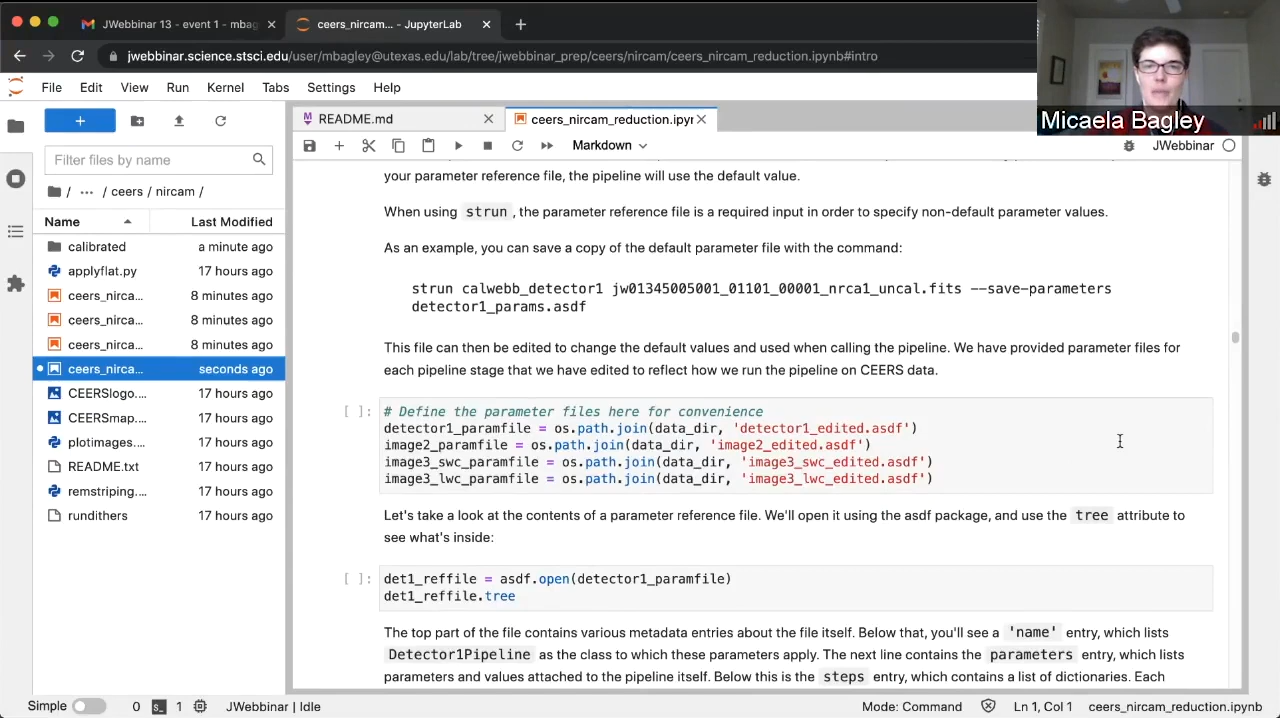 JWebbinar 13 - event 1 - mbag
ceers_nircam... - JupyterLab
jwebbinar.science.stsci.edu/user/mbagley@utexas.edu/lab/tree/jwebbinar_prep/ceers/nircam/ceers_nircam_reduction.ipynb#intro
Micaela Bagley
File Edit View Run Kernel Tabs Settings Help
README.md
ceers_nircam_reduction.ipyn
Markdown
JWebbinar
Filter files by name
/ ... / ceers / nircam /
Name Last Modified
calibrated a minute ago
applyflat.py 17 hours ago
ceers_nirca... 8 minutes ago
ceers_nirca... 8 minutes ago
ceers_nirca... 8 minutes ago
ceers_nirca... seconds ago
CEERSlogo.... 17 hours ago
CEERSmap.... 17 hours ago
plotimages.... 17 hours ago
README.txt 17 hours ago
remstriping.... 17 hours ago
rundithers 17 hours ago
your parameter reference file, the pipeline will use the default value.
When using strun, the parameter reference file is a required input in order to specify non-default parameter values.
As an example, you can save a copy of the default parameter file with the command:
strun calwebb_detector1 jw01345005001_01101_00001_nrca1_uncal.fits --save-parameters
detector1_params.asdf
This file can then be edited to change the default values and used when calling the pipeline. We have provided parameter files for
each pipeline stage that we have edited to reflect how we run the pipeline on CEERS data.
[ ]: # Define the parameter files here for convenience
detector1_paramfile = os.path.join(data_dir, 'detector1_edited.asdf')
image2_paramfile = os.path.join(data_dir, 'image2_edited.asdf')
image3_swc_paramfile = os.path.join(data_dir, 'image3_swc_edited.asdf')
image3_lwc_paramfile = os.path.join(data_dir, 'image3_lwc_edited.asdf')
Let's take a look at the contents of a parameter reference file. We'll open it using the asdf package, and use the tree attribute to
see what's inside:
[ ]: det1_reffile = asdf.open(detector1_paramfile)
det1_reffile.tree
The top part of the file contains various metadata entries about the file itself. Below that, you'll see a 'name' entry, which lists
Detector1Pipeline as the class to which these parameters apply. The next line contains the parameters entry, which lists
parameters and values attached to the pipeline itself. Below this is the steps entry, which contains a list of dictionaries. Each
Simple 0 1 JWebbinar | Idle Mode: Command Ln 1, Col 1 ceers_nircam_reduction.ipynb